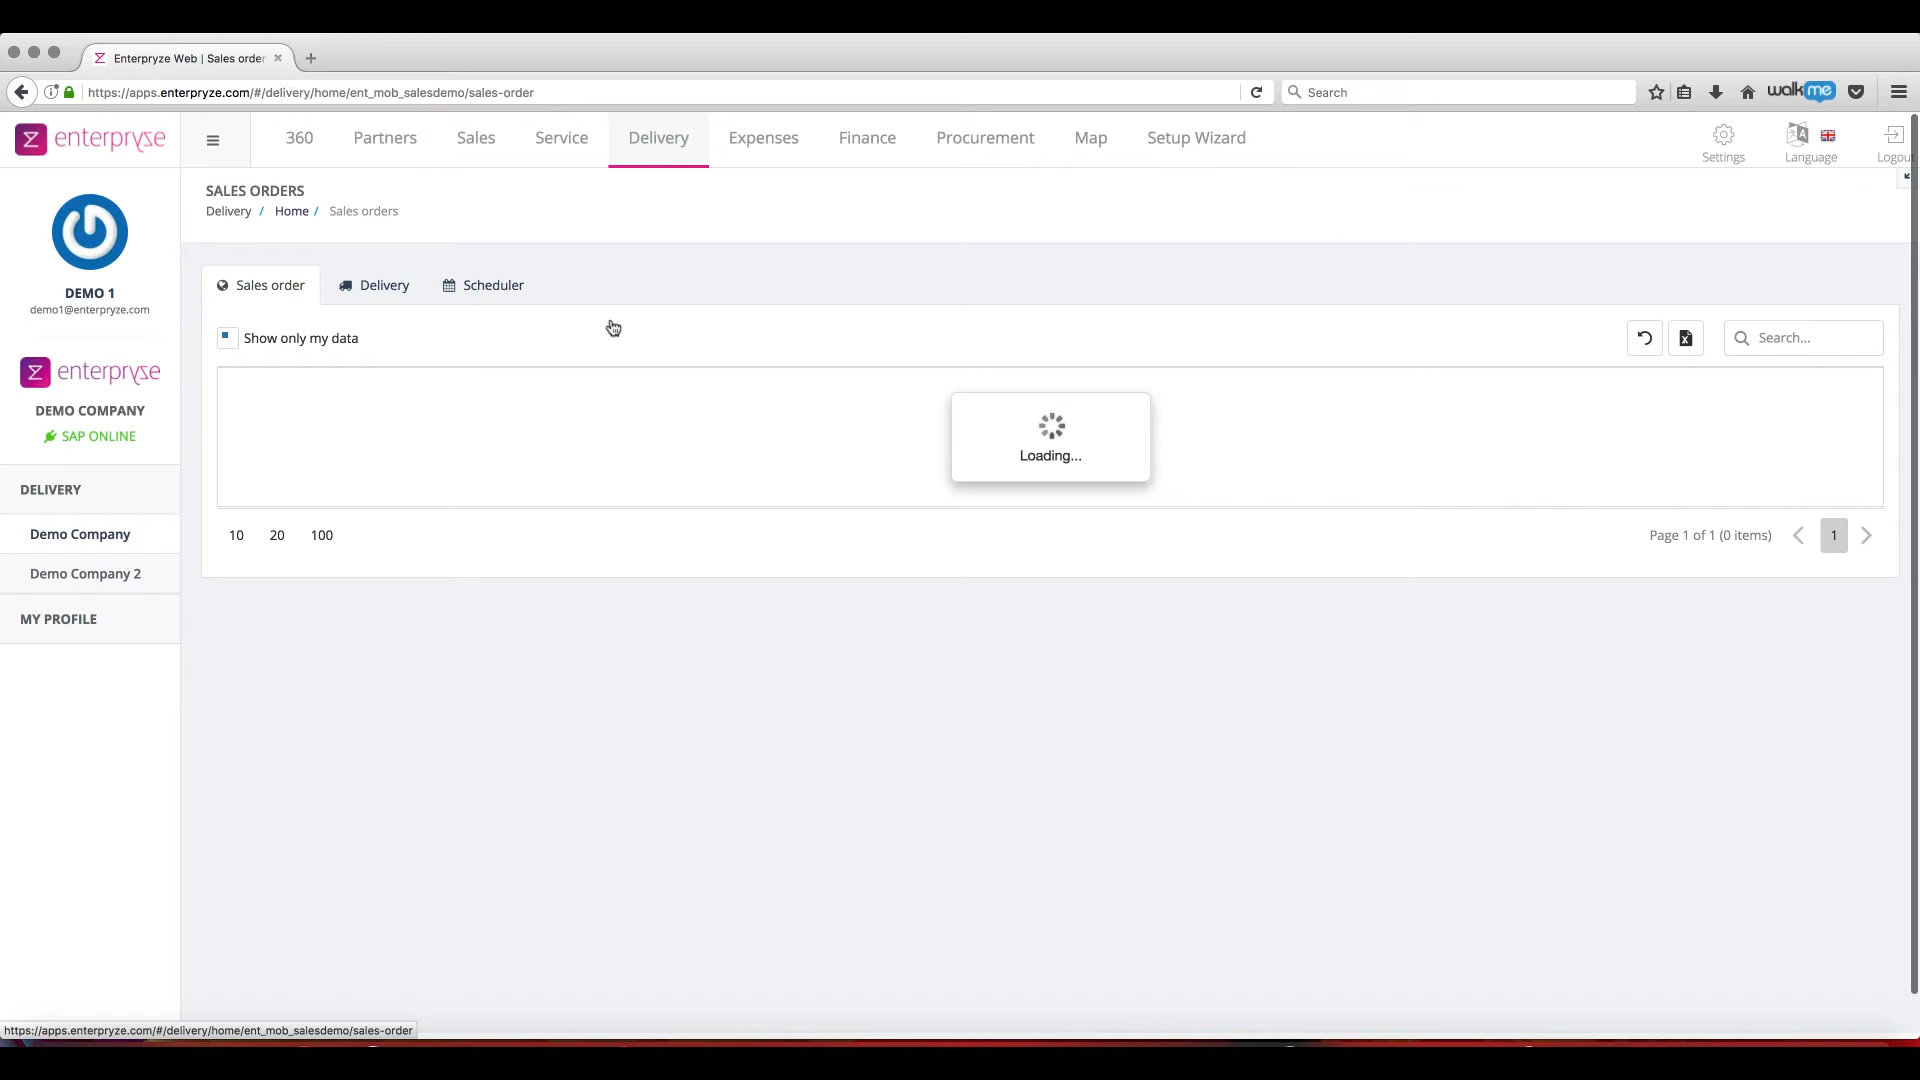 Enterpryze Web | Sales order
https://apps.enterpryze.com/#/delivery/home/ent_mob_salesdemo/sales-order
Search
walkme
enterpryze
360
Partners
Sales
Service
Delivery
Expenses
Finance
Procurement
Map
Setup Wizard
Settings
Language
Logout
SALES ORDERS
Delivery / Home / Sales orders
DEMO 1
demo1@enterpryze.com
enterpryze
DEMO COMPANY
SAP ONLINE
DELIVERY
Demo Company
Demo Company 2
MY PROFILE
Sales order
Delivery
Scheduler
Show only my data
Search...
Loading...
10 20 100
Page 1 of 1 (0 items) 1
https://apps.enterpryze.com/#/delivery/home/ent_mob_salesdemo/sales-order